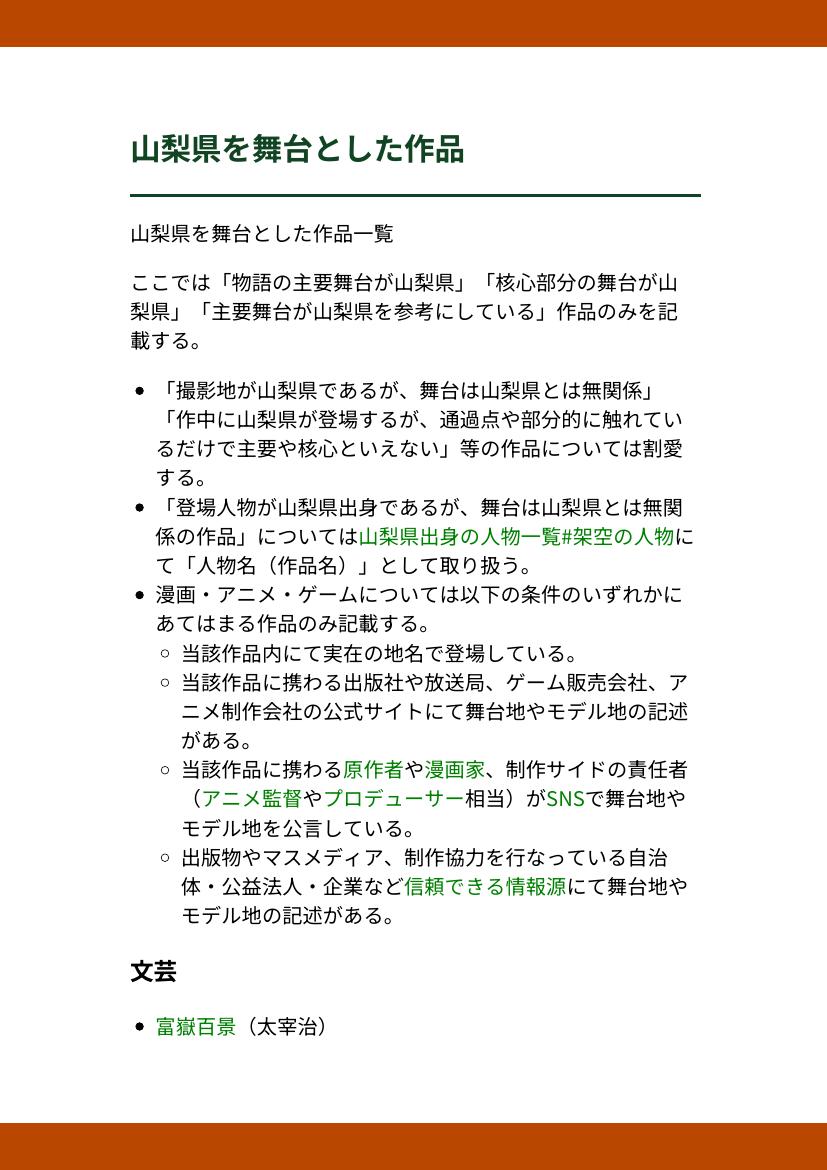 山梨県を舞台とした作品
山梨県を舞台とした作品一覧
ここでは「物語の主要舞台が山梨県」「核心部分の舞台が山
梨県」「主要舞台が山梨県を参考にしている」作品のみを記
載する。
「撮影地が山梨県であるが、舞台は山梨県とは無関係」
「作中に山梨県が登場するが、通過点や部分的に触れてい
るだけで主要や核心といえない」等の作品については割愛
する。
「登場人物が山梨県出身であるが、舞台は山梨県とは無関
係の作品」については山梨県出身の人物一覧#架空の人物に
て「人物名（作品名）」として取り扱う。
漫画・アニメ・ゲームについては以下の条件のいずれかに
あてはまる作品のみ記載する。
当該作品内にて実在の地名で登場している。
当該作品に携わる出版社や放送局、ゲーム販売会社、ア
ニメ制作会社の公式サイトにて舞台地やモデル地の記述
がある。
当該作品に携わる原作者や漫画家、制作サイドの責任者
（アニメ監督やプロデューサー相当）がSNSで舞台地や
モデル地を公言している。
出版物やマスメディア、制作協力を行なっている自治
体・公益法人・企業など信頼できる情報源にて舞台地や
モデル地の記述がある。
文芸
富嶽百景（太宰治）